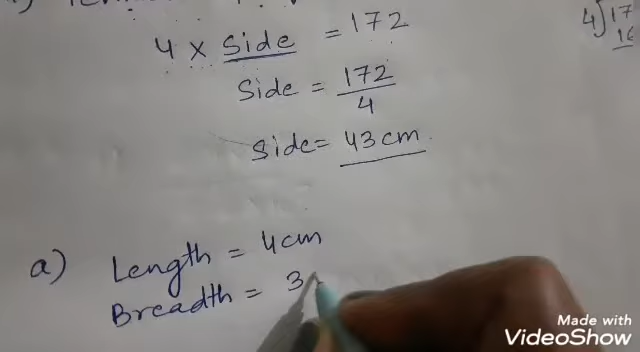 4 × Side = 172
Side = 172/4
Side = 43 cm
4)17
16
a) Length = 4cm
Breadth = 3
Made with
VideoShow